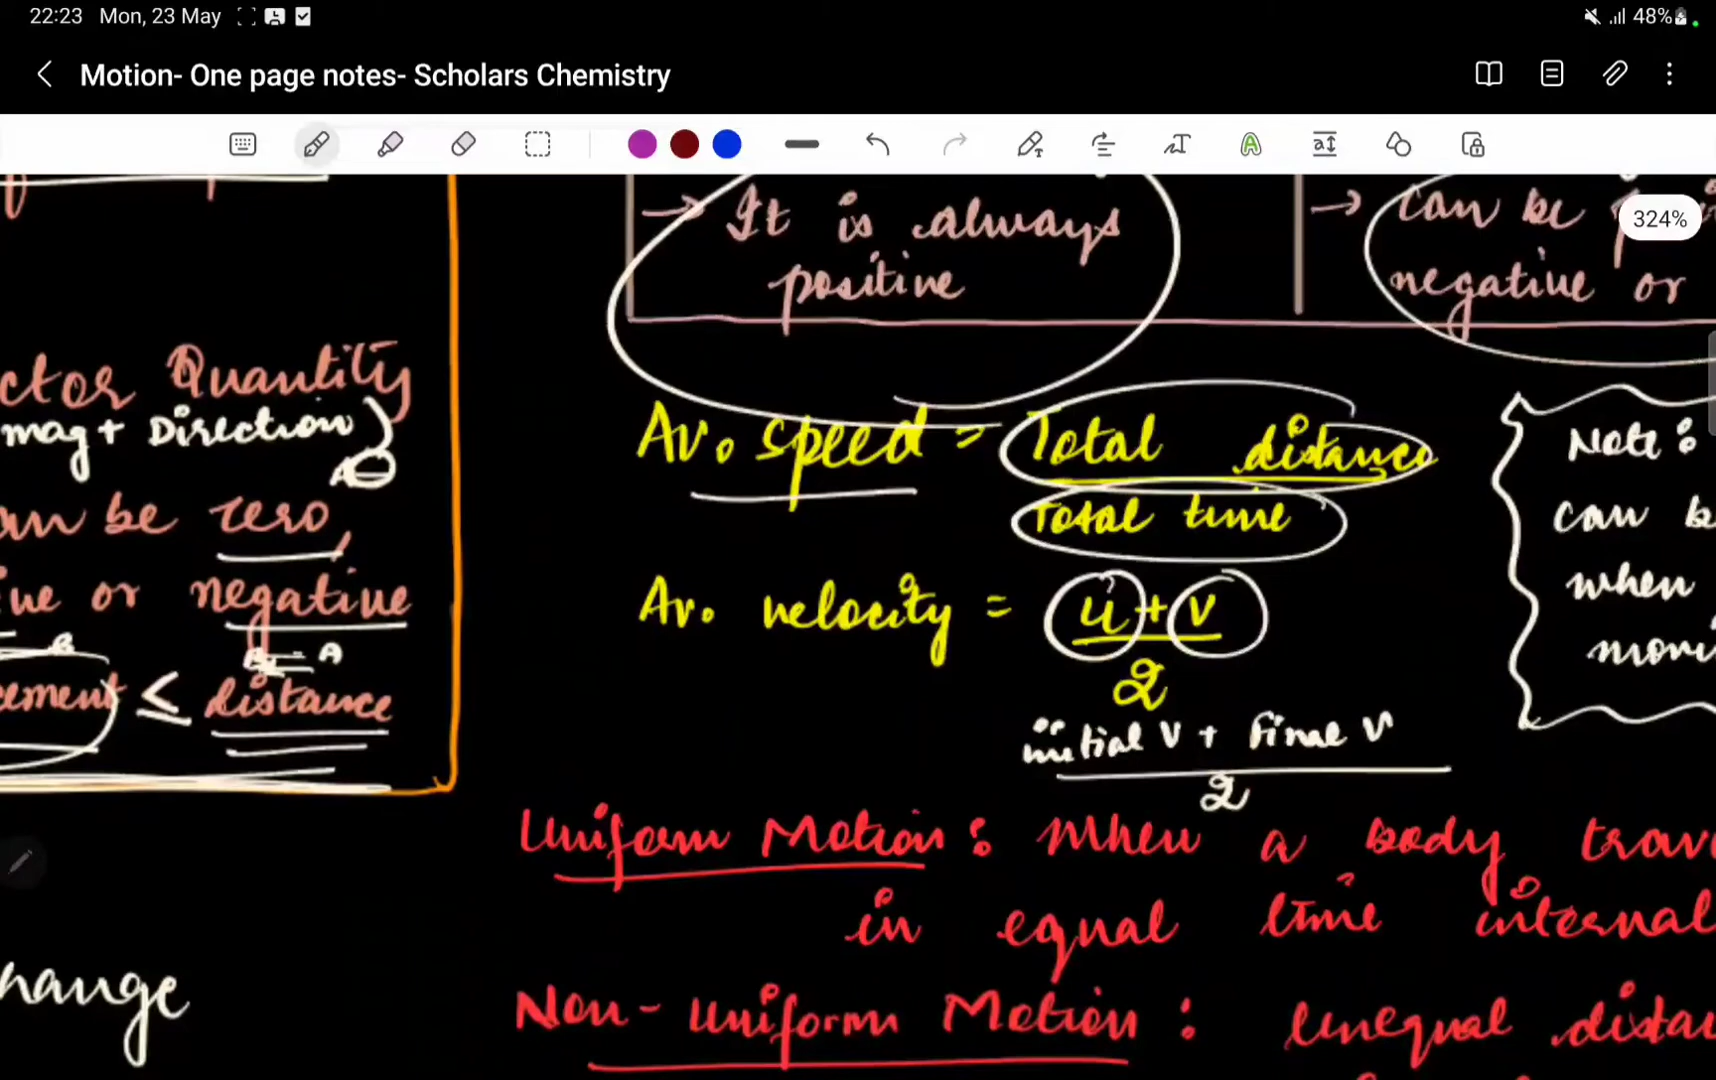 22:23 Mon, 23 May
48%
Motion- One page notes- Scholars Chemistry
324%
→ It is always
positive
→ can be
negative or
ctor Quantity
mag + Direction)
A
an be zero,
ive or negative
B
B A
cement ≤ distance
hange
Av. speed = Total distance
Total time
Av. velocity = u + v
2
initial v + final v
2
Note:
can b
when
movi
Uniform Motion: When a body trav
in equal time interval
Non-uniform Motion: Unequal distan